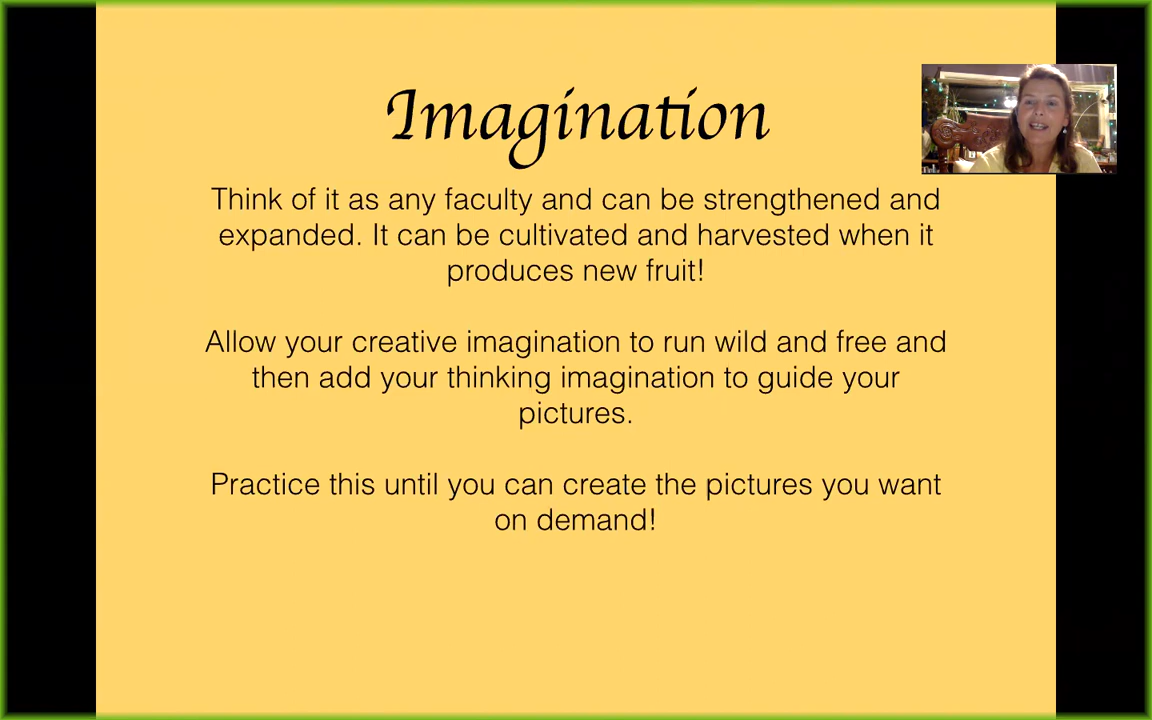 Imagination
Think of it as any faculty and can be strengthened and
expanded. It can be cultivated and harvested when it
produces new fruit!
Allow your creative imagination to run wild and free and
then add your thinking imagination to guide your
pictures.
Practice this until you can create the pictures you want
on demand!